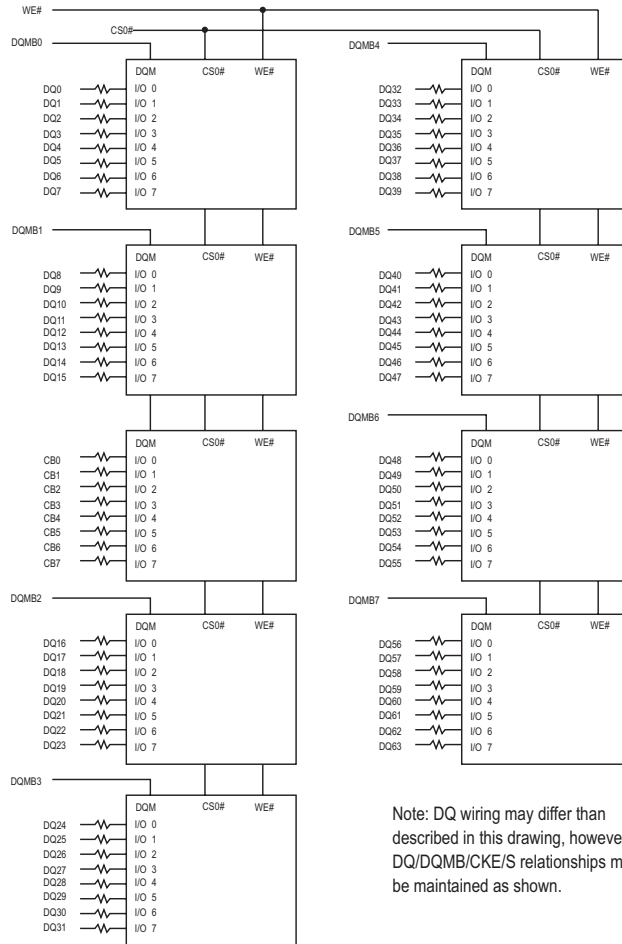 WE#
CS0#
DQMB0
DQM CS0# WE#
DQ0 I/O 0
DQ1 I/O 1
DQ2 I/O 2
DQ3 I/O 3
DQ4 I/O 4
DQ5 I/O 5
DQ6 I/O 6
DQ7 I/O 7
DQMB1
DQM CS0# WE#
DQ8 I/O 0
DQ9 I/O 1
DQ10 I/O 2
DQ11 I/O 3
DQ12 I/O 4
DQ13 I/O 5
DQ14 I/O 6
DQ15 I/O 7
DQM CS0# WE#
CB0 I/O 0
CB1 I/O 1
CB2 I/O 2
CB3 I/O 3
CB4 I/O 4
CB5 I/O 5
CB6 I/O 6
CB7 I/O 7
DQMB2
DQM CS0# WE#
DQ16 I/O 0
DQ17 I/O 1
DQ18 I/O 2
DQ19 I/O 3
DQ20 I/O 4
DQ21 I/O 5
DQ22 I/O 6
DQ23 I/O 7
DQMB3
DQM CS0# WE#
DQ24 I/O 0
DQ25 I/O 1
DQ26 I/O 2
DQ27 I/O 3
DQ28 I/O 4
DQ29 I/O 5
DQ30 I/O 6
DQ31 I/O 7
DQMB4
DQM CS0# WE#
DQ32 I/O 0
DQ33 I/O 1
DQ34 I/O 2
DQ35 I/O 3
DQ36 I/O 4
DQ37 I/O 5
DQ38 I/O 6
DQ39 I/O 7
DQMB5
DQM CS0# WE#
DQ40 I/O 0
DQ41 I/O 1
DQ42 I/O 2
DQ43 I/O 3
DQ44 I/O 4
DQ45 I/O 5
DQ46 I/O 6
DQ47 I/O 7
DQMB6
DQM CS0# WE#
DQ48 I/O 0
DQ49 I/O 1
DQ50 I/O 2
DQ51 I/O 3
DQ52 I/O 4
DQ53 I/O 5
DQ54 I/O 6
DQ55 I/O 7
DQMB7
DQM CS0# WE#
DQ56 I/O 0
DQ57 I/O 1
DQ58 I/O 2
DQ59 I/O 3
DQ60 I/O 4
DQ61 I/O 5
DQ62 I/O 6
DQ63 I/O 7
Note: DQ wiring may differ than
described in this drawing,
DQ/DQMB/CKE/S relationships
be maintained as shown.